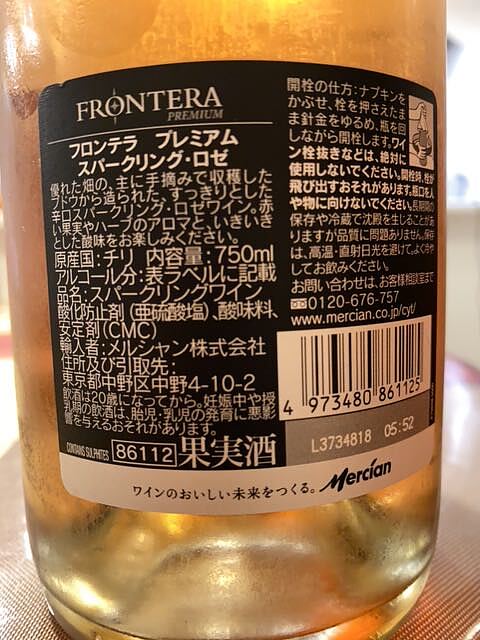 FRONTERA
PREMIUM
フロンテラ プレミアム
スパークリング・ロゼ
優れた畑の、主に手摘みで収穫した
ブドウから造られた、すっきりとした
辛口スパークリング・ロゼワイン。赤
い果実やハーブのアロマと、いきいき
とした酸味をお楽しみください。
原産国:チリ 内容量:750ml
アルコール分:表ラベルに記載
品名:スパークリングワイン
酸化防止剤(亜硫酸塩)、酸味料、
安定剤(CMC)
輸入者:メルシャン株式会社
住所及び引取先:
東京都中野区中野4-10-2
飲酒は20歳になってから。妊娠中や授
乳期の飲酒は、胎児・乳児の発育に悪影
響を与えるおそれがあります。
CONTAINS SULPHITES
86112
果実酒
開栓の仕方:ナプキンを
かぶせ、栓を押さえたま
ま針金をゆるめ、瓶を回
しながら開栓します。ワイ
ン栓抜きなどは、絶対に
使用しないでください。開栓時、栓が
飛び出すおそれがあります。瓶口を人
や物に向けないでください。長期間の
保存や冷蔵で沈殿を生じることがあ
りますが品質に問題ありません。保存
は、高温・直射日光を避けて。よく冷や
してお飲みください。
お問い合わせは、お客様相談室まで
0120-676-757
www.mercian.co.jp/cyt/
4 973480 861125
L3734818 05:52
ワインのおいしい未来をつくる。 Mercian